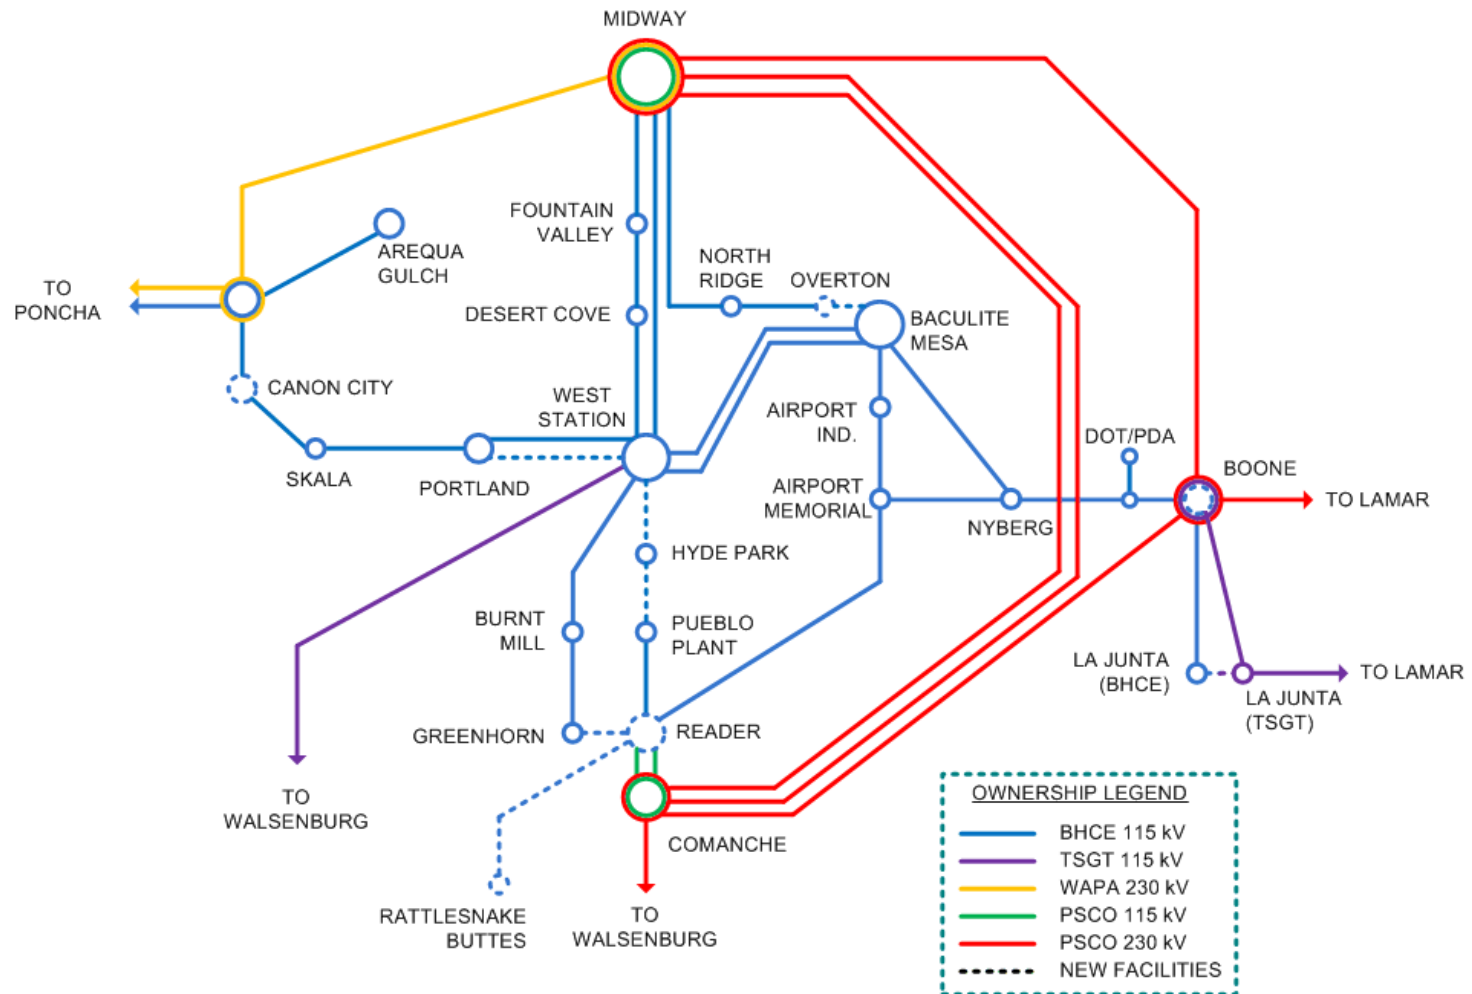 MIDWAY
FOUNTAIN
VALLEY
AREQUA
GULCH
NORTH
RIDGE
OVERTON
TO
PONCHA
DESERT COVE
BACULITE
MESA
CANON CITY
WEST
STATION
AIRPORT
IND.
DOT/PDA
SKALA
PORTLAND
BOONE
AIRPORT
MEMORIAL
NYBERG
TO LAMAR
HYDE PARK
BURNT
MILL
PUEBLO
PLANT
LA JUNTA
(BHCE)
TO LAMAR
LA JUNTA
(TSGT)
GREENHORN
READER
TO
WALSENBURG
COMANCHE
RATTLESNAKE
BUTTES
TO
WALSENBURG
OWNERSHIP LEGEND
BHCE 115 kV
TSGT 115 kV
WAPA 230 kV
PSCO 115 kV
PSCO 230 kV
NEW FACILITIES